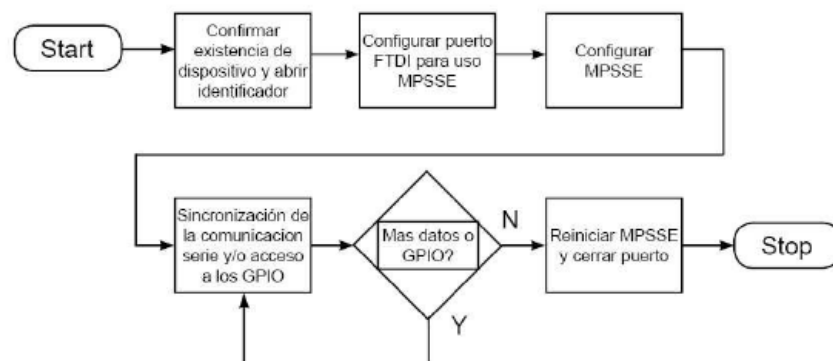 Start
Confirmar
existencia de
dispositivo y abrir
identificador
Configurar puerto
FTDI para uso
MPSSE
Configurar
MPSSE
Sincronización de
la comunicacion
serie y/o acceso
a los GPIO
Mas datos o
GPIO?
N
Y
Reiniciar MPSSE
y cerrar puerto
Stop